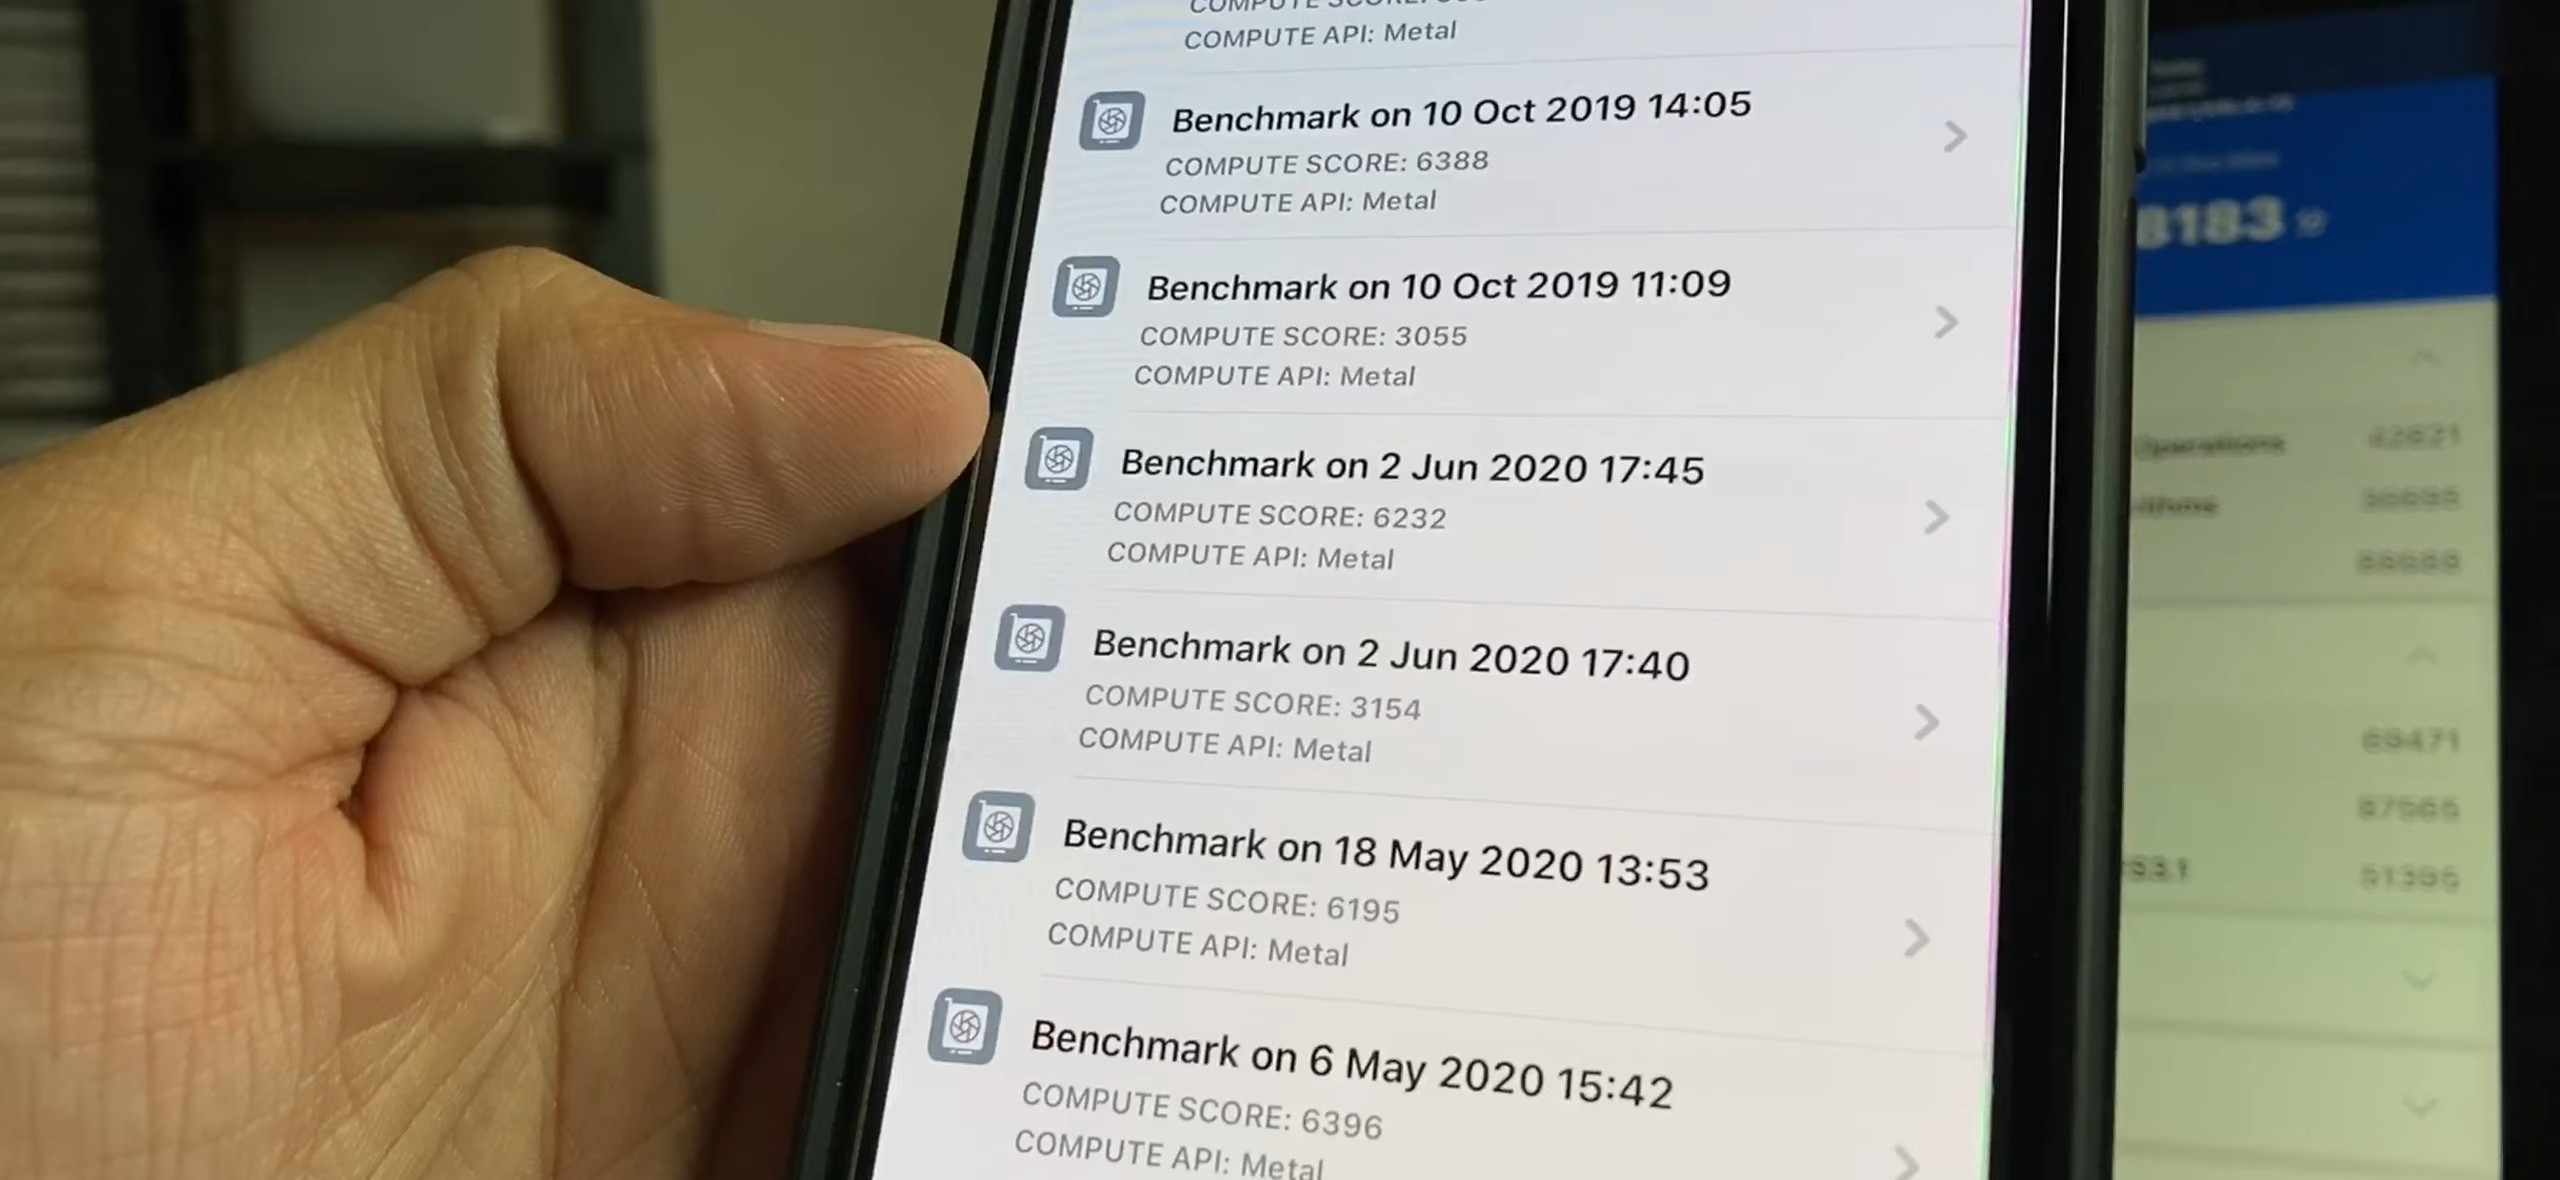 COMPUTE API: Metal
Benchmark on 10 Oct 2019 14:05
COMPUTE SCORE: 6388
COMPUTE API: Metal
Benchmark on 10 Oct 2019 11:09
COMPUTE SCORE: 3055
COMPUTE API: Metal
Benchmark on 2 Jun 2020 17:45
COMPUTE SCORE: 6232
COMPUTE API: Metal
Benchmark on 2 Jun 2020 17:40
COMPUTE SCORE: 3154
COMPUTE API: Metal
Benchmark on 18 May 2020 13:53
COMPUTE SCORE: 6195
COMPUTE API: Metal
Benchmark on 6 May 2020 15:42
COMPUTE SCORE: 6396
COMPUTE API: Metal
8183
69471